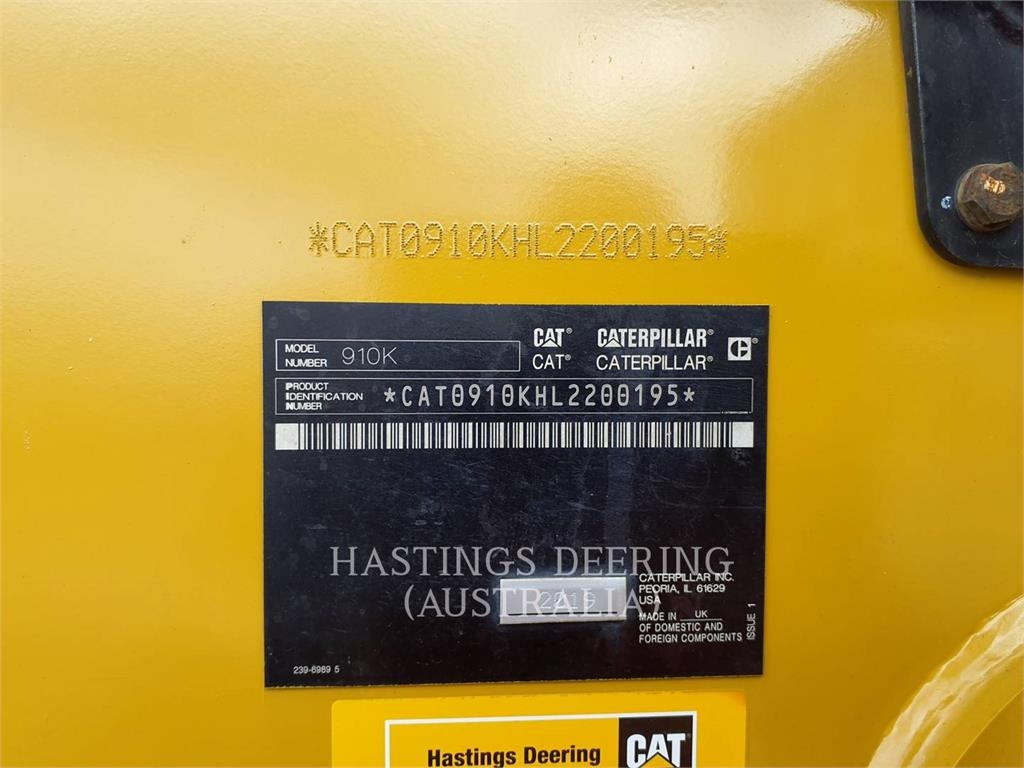 *CAT0910KHL2200195*
CAT® CATERPILLAR®
MODEL NUMBER 910K CAT® CATERPILLAR®
PRODUCT IDENTIFICATION NUMBER *CAT0910KHL2200195*
HASTINGS DEERING
(AUSTRALIA)
CATERPILLAR INC.
PEORIA, IL 61629
USA
MADE IN UK
OF DOMESTIC AND
FOREIGN COMPONENTS
ISSUE 1
239-6989 5
Hastings Deering CAT